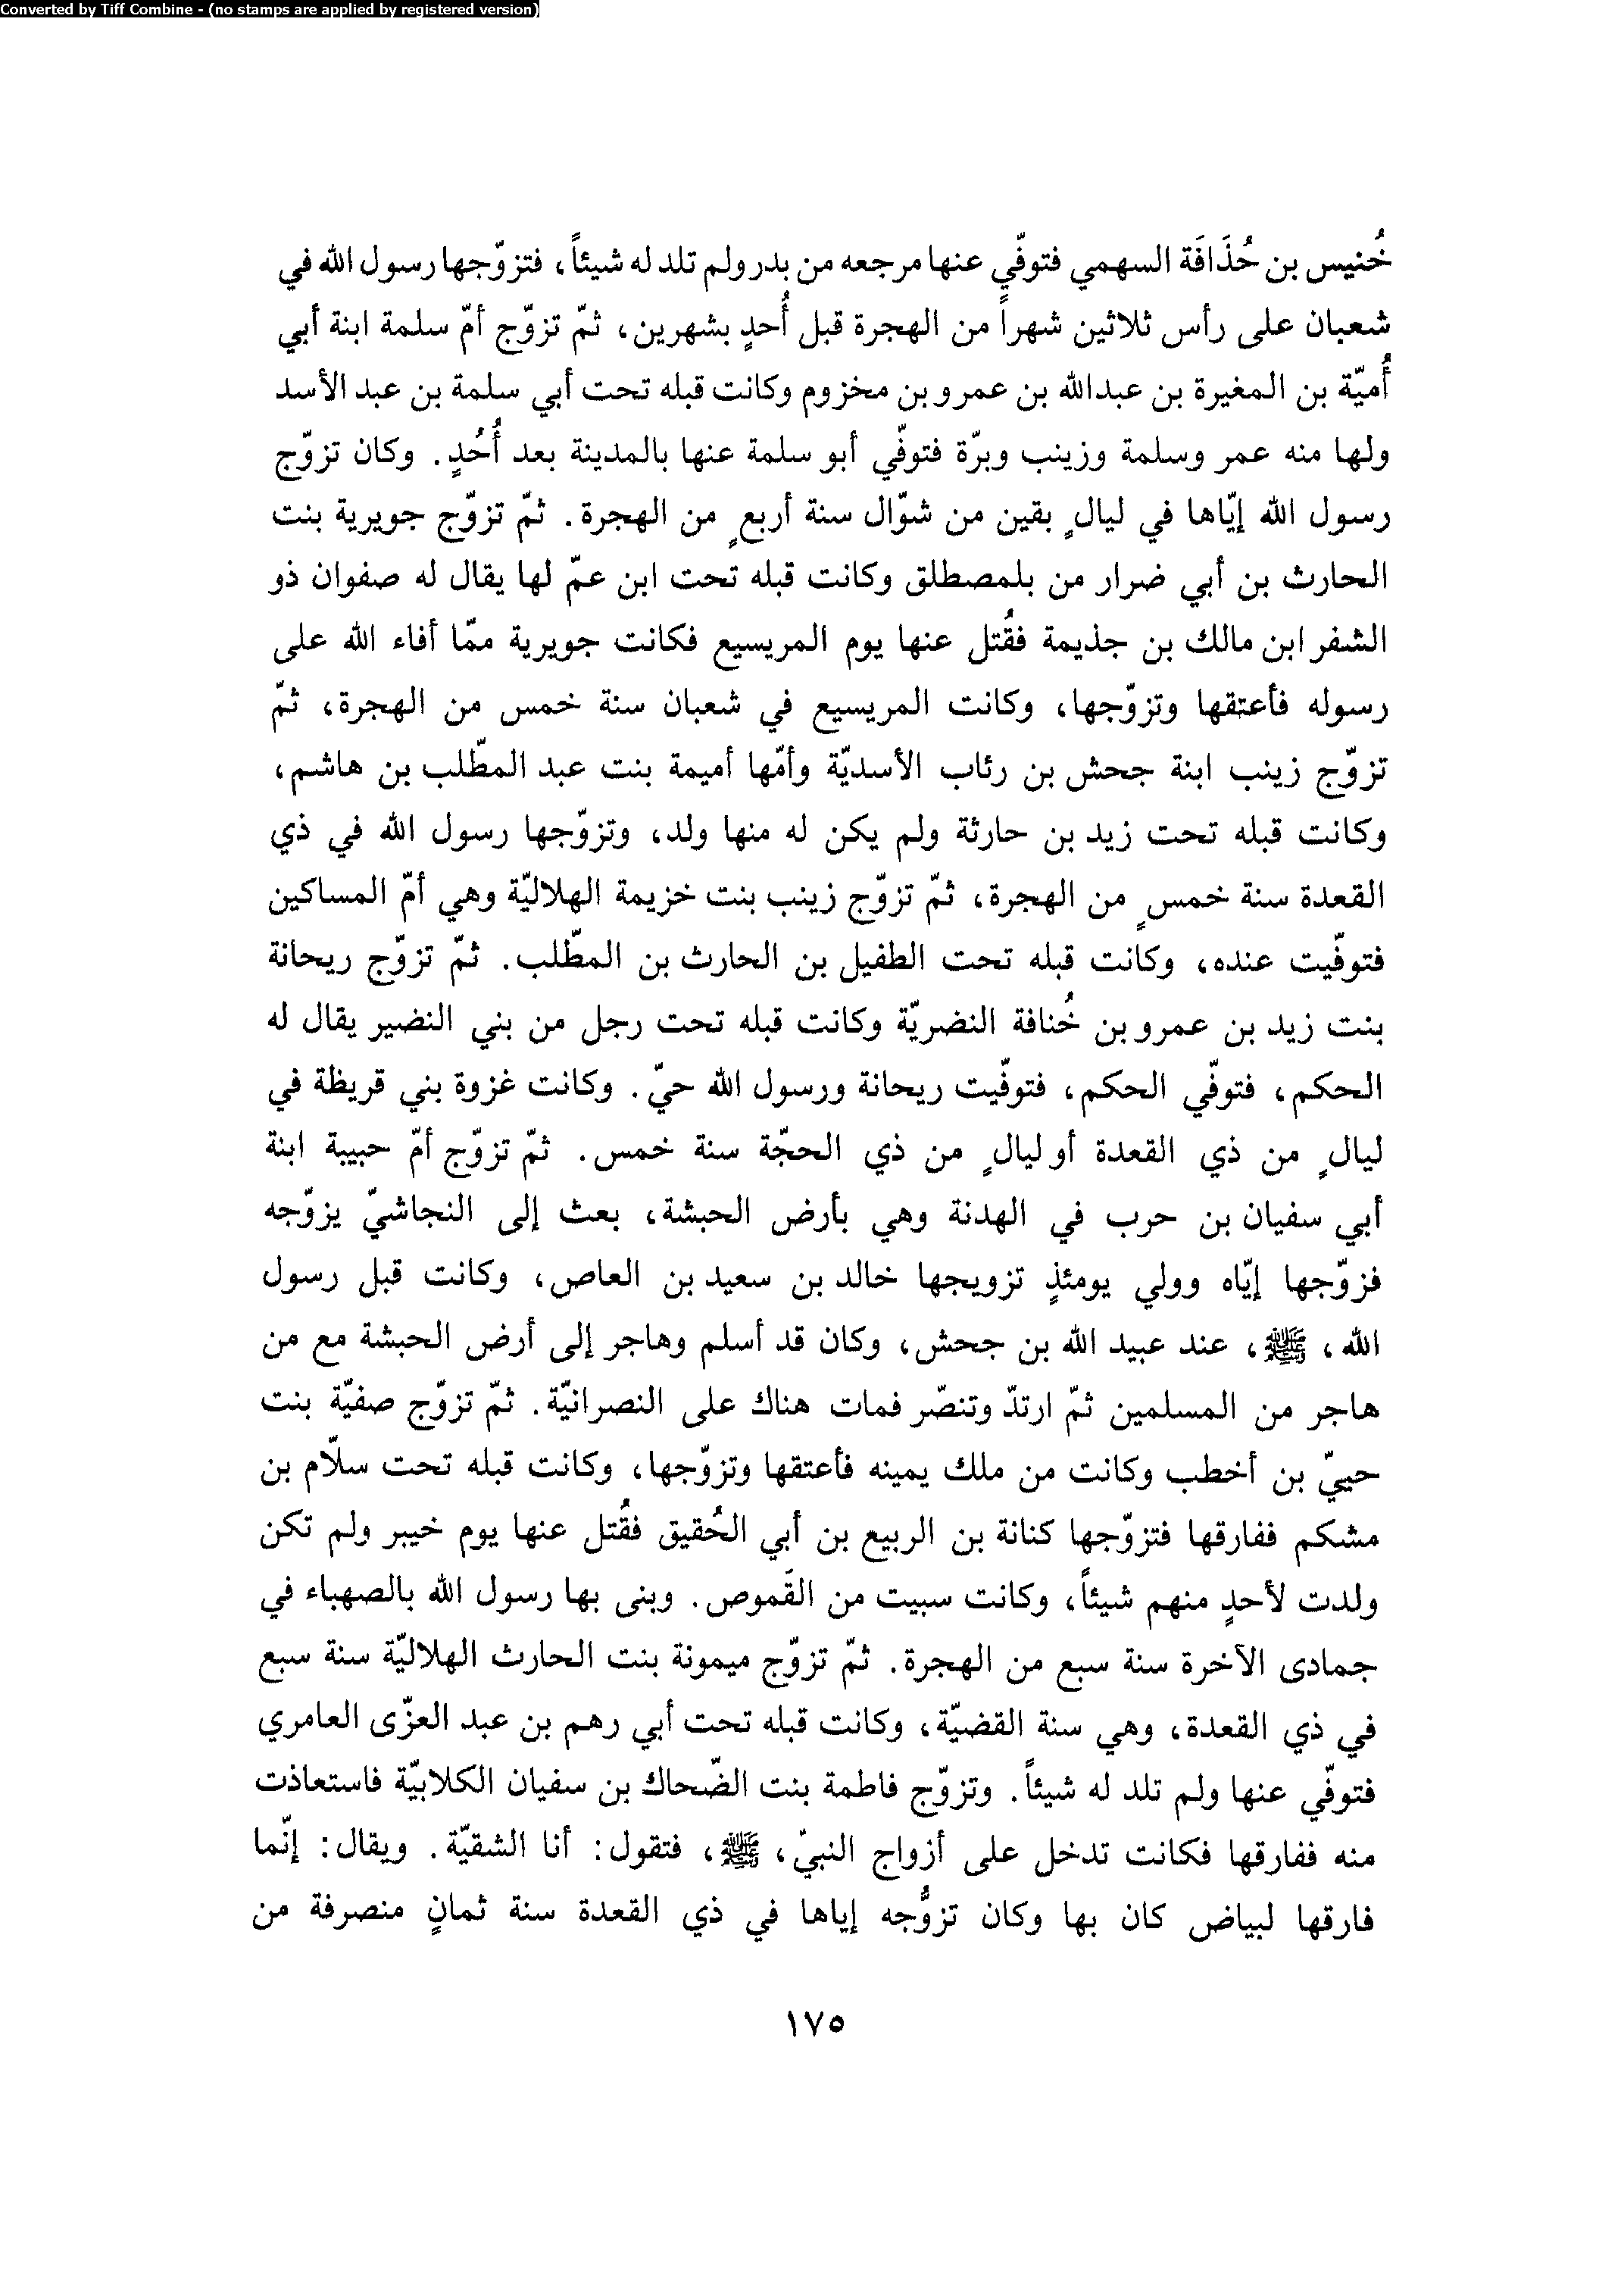 Converted by Tiff Combine - (no stamps are applied by registered version)
خُنيس بن حُذَافَة السهمي فتوفّي عنها مرجعه من بدر ولم تلد له شيئاً، فتزوّجها رسول الله في
شعبان على رأس ثلاثين شهراً من الهجرة قبل أُحدٍ بشهرين، ثمّ تزوّج أمّ سلمة ابنة أبي
أُميّة بن المغيرة بن عبدالله بن عمرو بن مخزوم وكانت قبله تحت أبي سلمة بن عبد الأسد
ولها منه عمر وسلمة وزينب وبرّة فتوفّي أبو سلمة عنها بالمدينة بعد أُحُدٍ. وكان تزوّج
رسول الله إيّاها في ليالٍ بقين من شوّال سنة أربعٍ من الهجرة. ثمّ تزوّج جويرية بنت
الحارث بن أبي ضرار من بلمصطلق وكانت قبله تحت ابن عمّ لها يقال له صفوان ذو
الشفر ابن مالك بن جذيمة فقُتل عنها يوم المريسيع فكانت جويرية ممّا أفاء الله على
رسوله فأعتقها وتزوّجها، وكانت المريسيع في شعبان سنة خمس من الهجرة، ثمّ
تزوّج زينب ابنة جحش بن رئاب الأسديّة وأمّها أميمة بنت عبد المطّلب بن هاشم،
وكانت قبله تحت زيد بن حارثة ولم يكن له منها ولد، وتزوّجها رسول الله في ذي
القعدة سنة خمسٍ من الهجرة، ثمّ تزوّج زينب بنت خزيمة الهلاليّة وهي أمّ المساكين
فتوفّيت عنده، وكانت قبله تحت الطفيل بن الحارث بن المطّلب. ثمّ تزوّج ريحانة
بنت زيد بن عمرو بن خُنافة النضريّة وكانت قبله تحت رجل من بني النضير يقال له
الحكم، فتوفّي الحكم، فتوفّيت ريحانة ورسول الله حيّ. وكانت غزوة بني قريظة في
ليالٍ من ذي القعدة أو ليالٍ من ذي الحجّة سنة خمس. ثمّ تزوّج أمّ حبيبة ابنة
أبي سفيان بن حرب في الهدنة وهي بأرض الحبشة، بعث إلى النجاشيّ يزوّجه
فزوّجها إيّاه وولي يومئذٍ تزويجها خالد بن سعيد بن العاص، وكانت قبل رسول
الله، ﷺ، عند عبيد الله بن جحش، وكان قد أسلم وهاجر إلى أرض الحبشة مع من
هاجر من المسلمين ثمّ ارتدّ وتنصّر فمات هناك على النصرانيّة. ثمّ تزوّج صفيّة بنت
حييّ بن أخطب وكانت من ملك يمينه فأعتقها وتزوّجها، وكانت قبله تحت سلّام بن
مشكم ففارقها فتزوّجها كنانة بن الربيع بن أبي الحُقيق فقُتل عنها يوم خيبر ولم تكن
ولدت لأحدٍ منهم شيئاً، وكانت سبيت من القَموص. وبنى بها رسول الله بالصهباء في
جمادى الآخرة سنة سبع من الهجرة. ثمّ تزوّج ميمونة بنت الحارث الهلاليّة سنة سبع
في ذي القعدة، وهي سنة القضيّة، وكانت قبله تحت أبي رهم بن عبد العزّى العامري
فتوفّي عنها ولم تلد له شيئاً. وتزوّج فاطمة بنت الضّحاك بن سفيان الكلابيّة فاستعاذت
منه ففارقها فكانت تدخل على أزواج النبيّ، ﷺ، فتقول: أنا الشقيّة. ويقال: إنّما
فارقها لبياض كان بها وكان تزوُّجه إياها في ذي القعدة سنة ثمانٍ منصرفة من
١٧٥